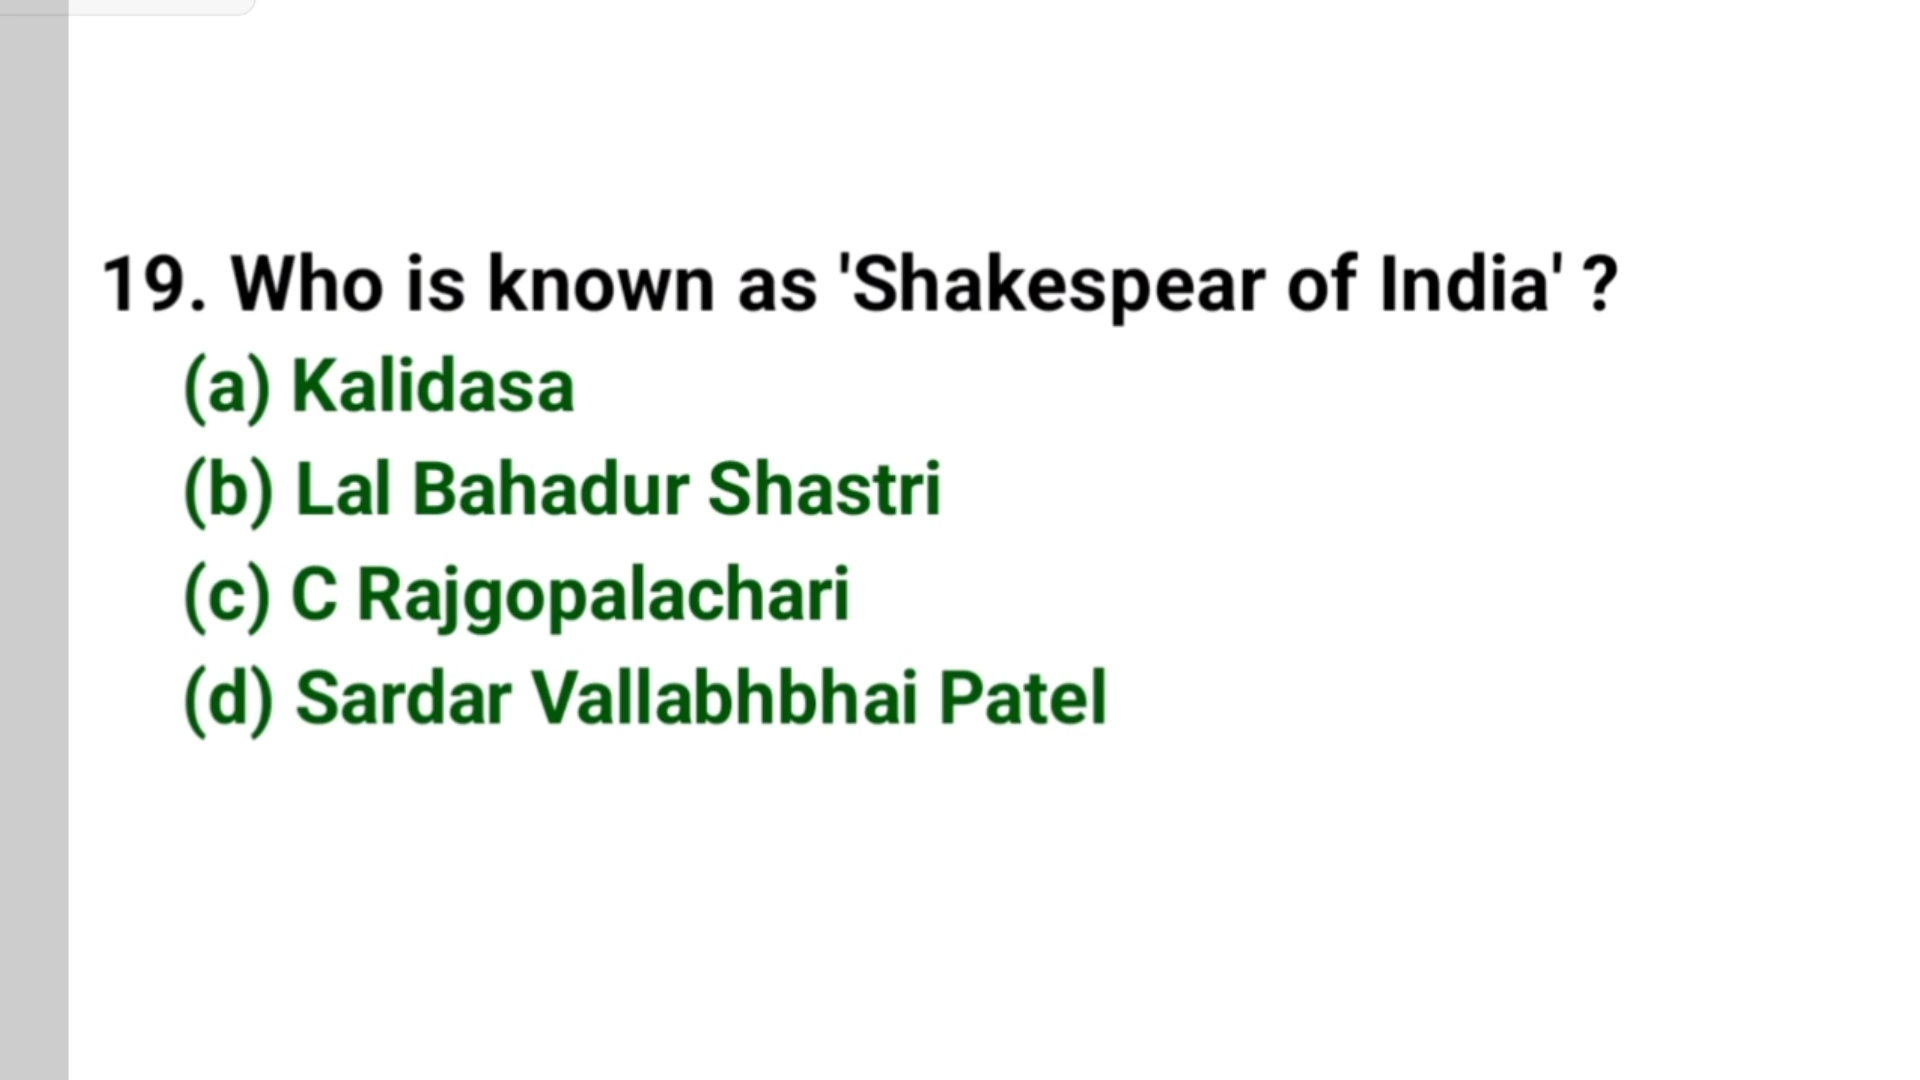 19. Who is known as 'Shakespear of India' ?
(a) Kalidasa
(b) Lal Bahadur Shastri
(c) C Rajgopalachari
(d) Sardar Vallabhbhai Patel